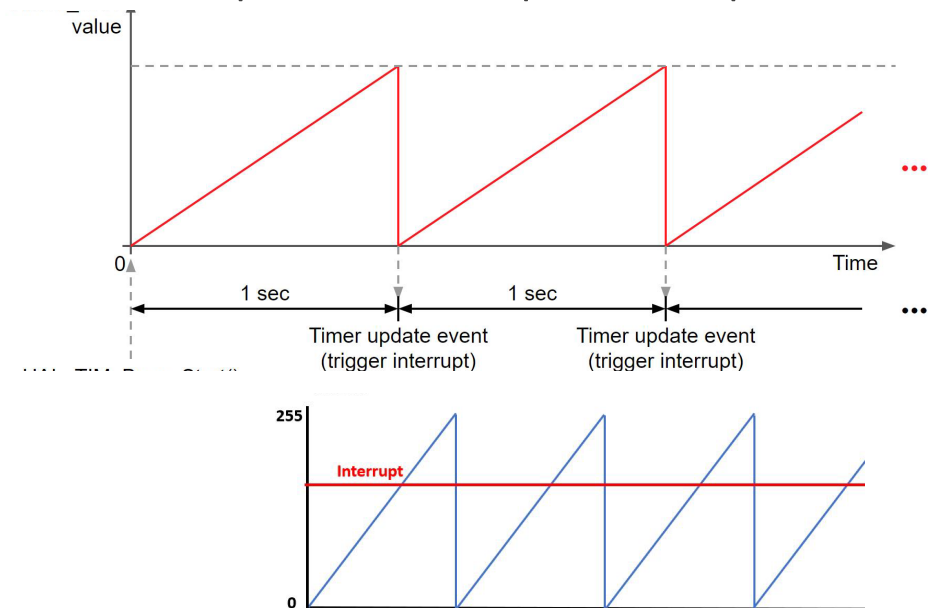 value
0
Time
1 sec
1 sec
Timer update event
(trigger interrupt)
Timer update event
(trigger interrupt)
255
Interrupt
0